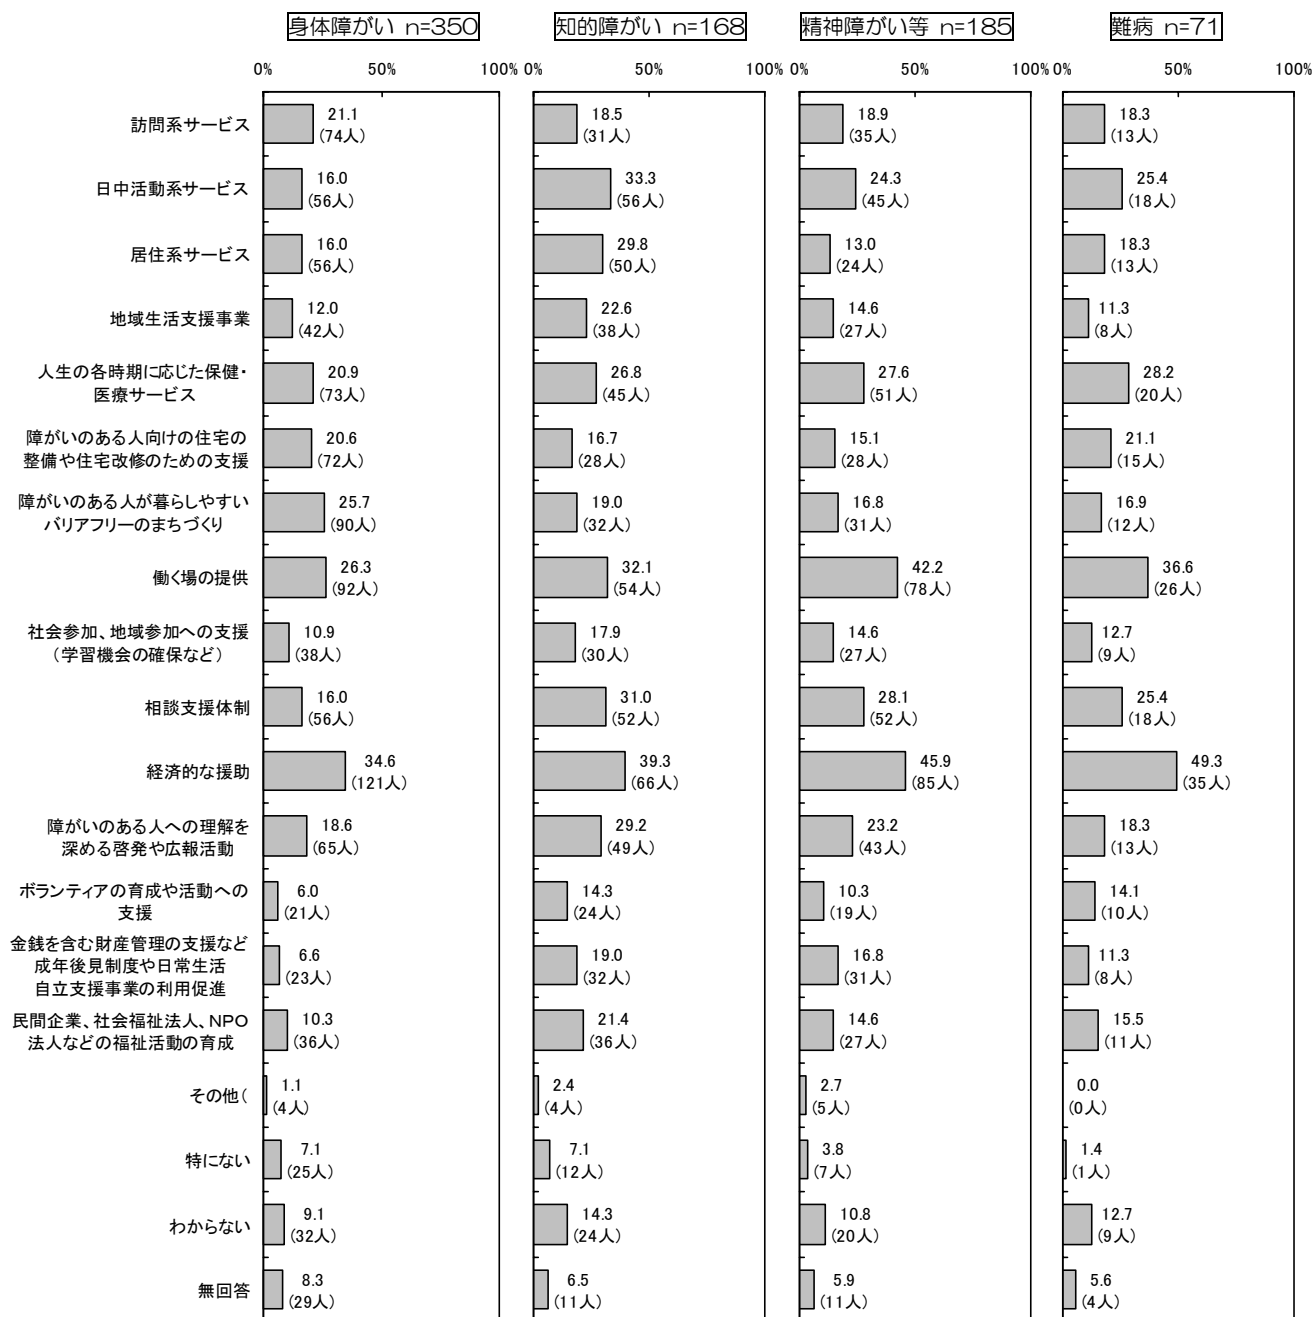 身体障がい n=350 知的障がい n=168 精神障がい等 n=185 難病 n=71
0% 50% 100% 0% 50% 100% 0% 50% 100% 0% 50% 100%
訪問系サービス 21.1 18.5 18.9 18.3
(74人) (31人) (35人) (13人)
日中活動系サービス 16.0 33.3 24.3 25.4
(56人) (56人) (45人) (18人)
居住系サービス 16.0 29.8 13.0 18.3
(56人) (50人) (24人) (13人)
地域生活支援事業 12.0 22.6 14.6 11.3
(42人) (38人) (27人) (8人)
人生の各時期に応じた保健・ 20.9 26.8 27.6 28.2
医療サービス (73人) (45人) (51人) (20人)
障がいのある人向けの住宅の 20.6 16.7 15.1 21.1
整備や住宅改修のための支援 (72人) (28人) (28人) (15人)
障がいのある人が暮らしやすい 25.7 19.0 16.8 16.9
バリアフリーのまちづくり (90人) (32人) (31人) (12人)
働く場の提供 26.3 32.1 42.2 36.6
(92人) (54人) (78人) (26人)
社会参加、地域参加への支援 10.9 17.9 14.6 12.7
(学習機会の確保など) (38人) (30人) (27人) (9人)
相談支援体制 16.0 31.0 28.1 25.4
(56人) (52人) (52人) (18人)
経済的な援助 34.6 39.3 45.9 49.3
(121人) (66人) (85人) (35人)
障がいのある人への理解を 18.6 29.2 23.2 18.3
深める啓発や広報活動 (65人) (49人) (43人) (13人)
ボランティアの育成や活動への 6.0 14.3 10.3 14.1
支援 (21人) (24人) (19人) (10人)
金銭を含む財産管理の支援など
成年後見制度や日常生活 6.6 19.0 16.8 11.3
自立支援事業の利用促進 (23人) (32人) (31人) (8人)
民間企業、社会福祉法人、NPO 10.3 21.4 14.6 15.5
法人などの福祉活動の育成 (36人) (36人) (27人) (11人)
その他( 1.1 2.4 2.7 0.0
(4人) (4人) (5人) (0人)
特にない 7.1 7.1 3.8 1.4
(25人) (12人) (7人) (1人)
わからない 9.1 14.3 10.8 12.7
(32人) (24人) (20人) (9人)
無回答 8.3 6.5 5.9 5.6
(29人) (11人) (11人) (4人)